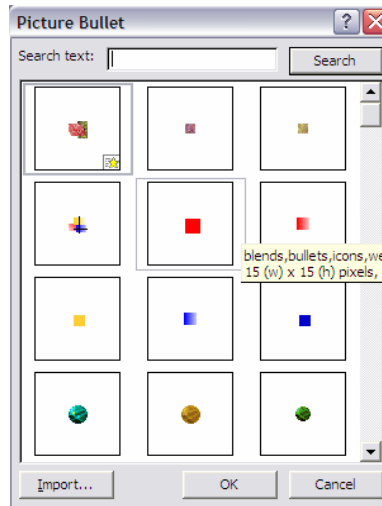 Picture Bullet
Search text:
Search
blends,bullets,icons,we
15 (w) x 15 (h) pixels,
Import...
OK
Cancel